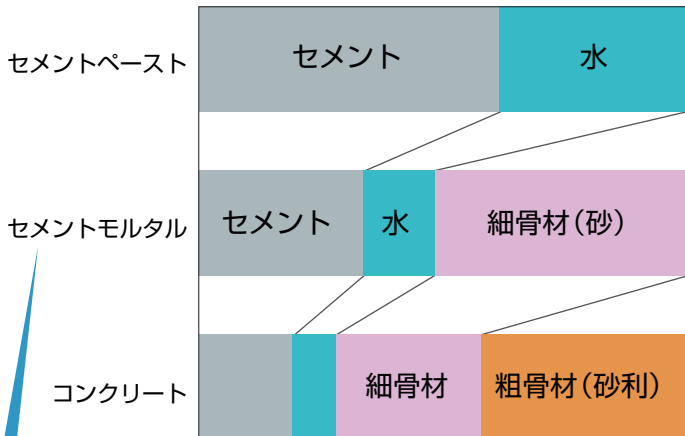 セメントペースト
セメント
水
セメントモルタル
セメント
水
細骨材(砂)
コンクリート
細骨材
粗骨材(砂利)